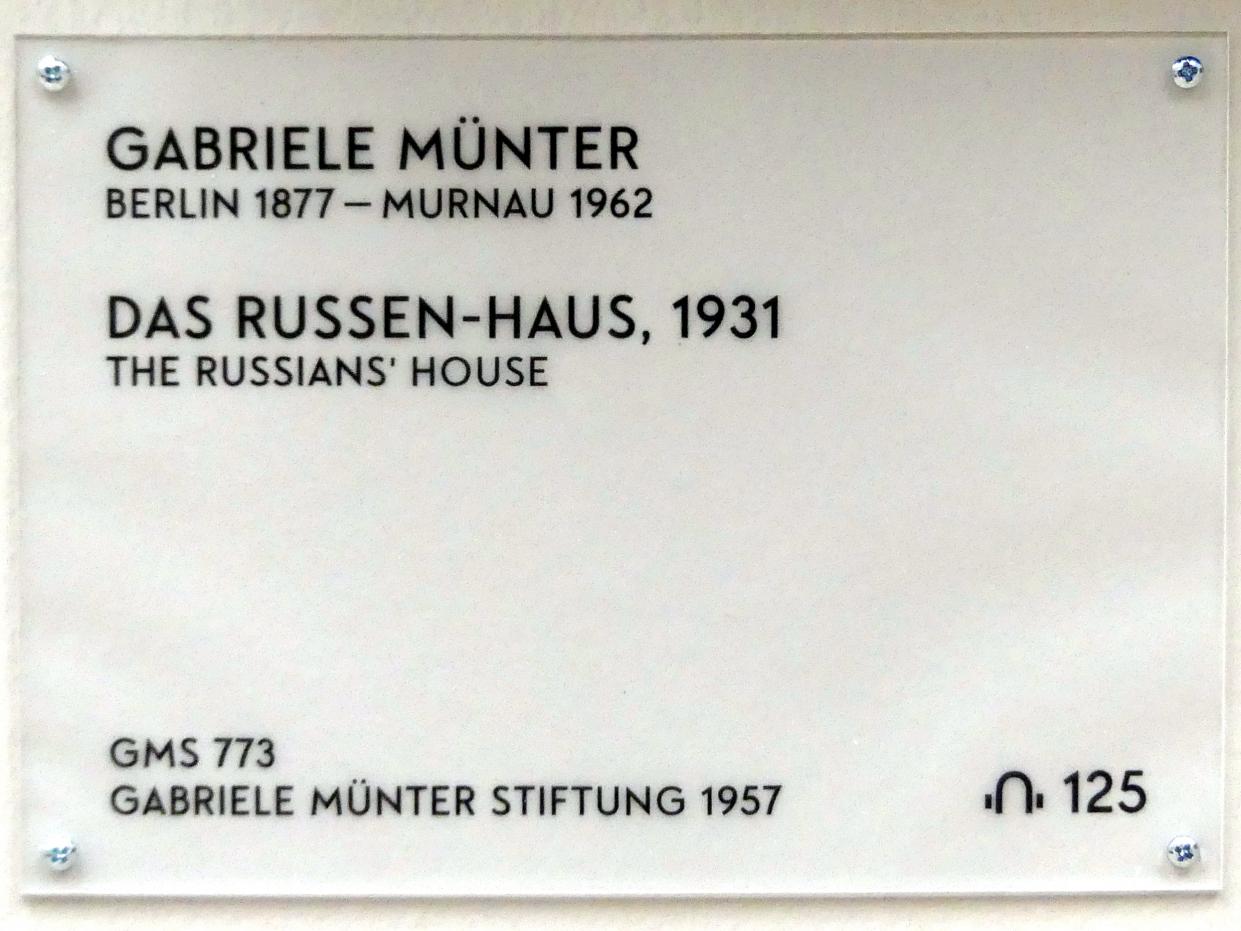 GABRIELE MÜNTER
BERLIN 1877 – MURNAU 1962
DAS RUSSEN-HAUS, 1931
THE RUSSIANS' HOUSE
GMS 773
GABRIELE MÜNTER STIFTUNG 1957
125